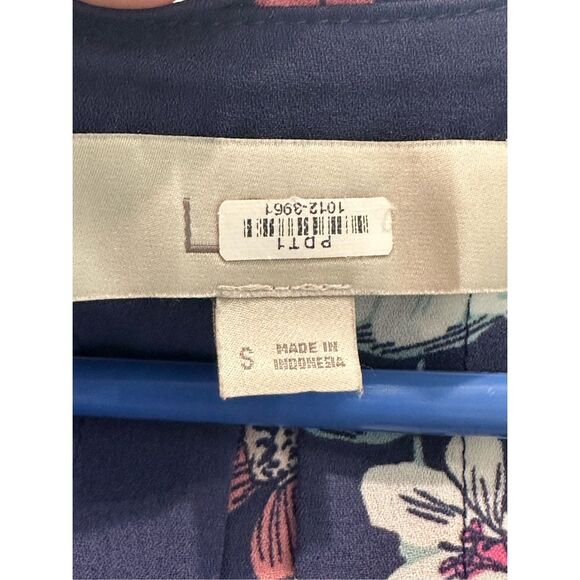 L
1012-3961
PDT1
S
MADE IN
INDONESIA